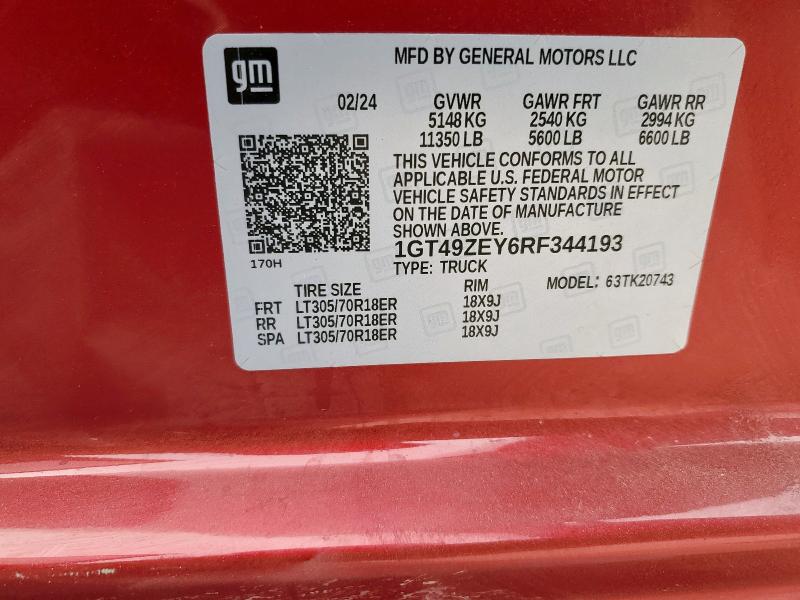 gm
MFD BY GENERAL MOTORS LLC
02/24 GVWR GAWR FRT GAWR RR
5148 KG 2540 KG 2994 KG
11350 LB 5600 LB 6600 LB
THIS VEHICLE CONFORMS TO ALL
APPLICABLE U.S. FEDERAL MOTOR
VEHICLE SAFETY STANDARDS IN EFFECT
ON THE DATE OF MANUFACTURE
SHOWN ABOVE.
170H
1GT49ZEY6RF344193
TYPE: TRUCK MODEL: 63TK20743
TIRE SIZE RIM
FRT LT305/70R18ER 18X9J
RR LT305/70R18ER 18X9J
SPA LT305/70R18ER 18X9J